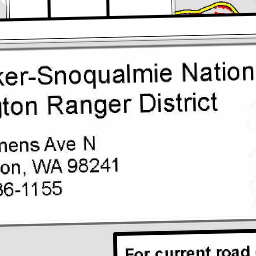 ker-Snoqualmie Nation
gton Ranger District
mens Ave N
on, WA 98241
36-1155
For current road